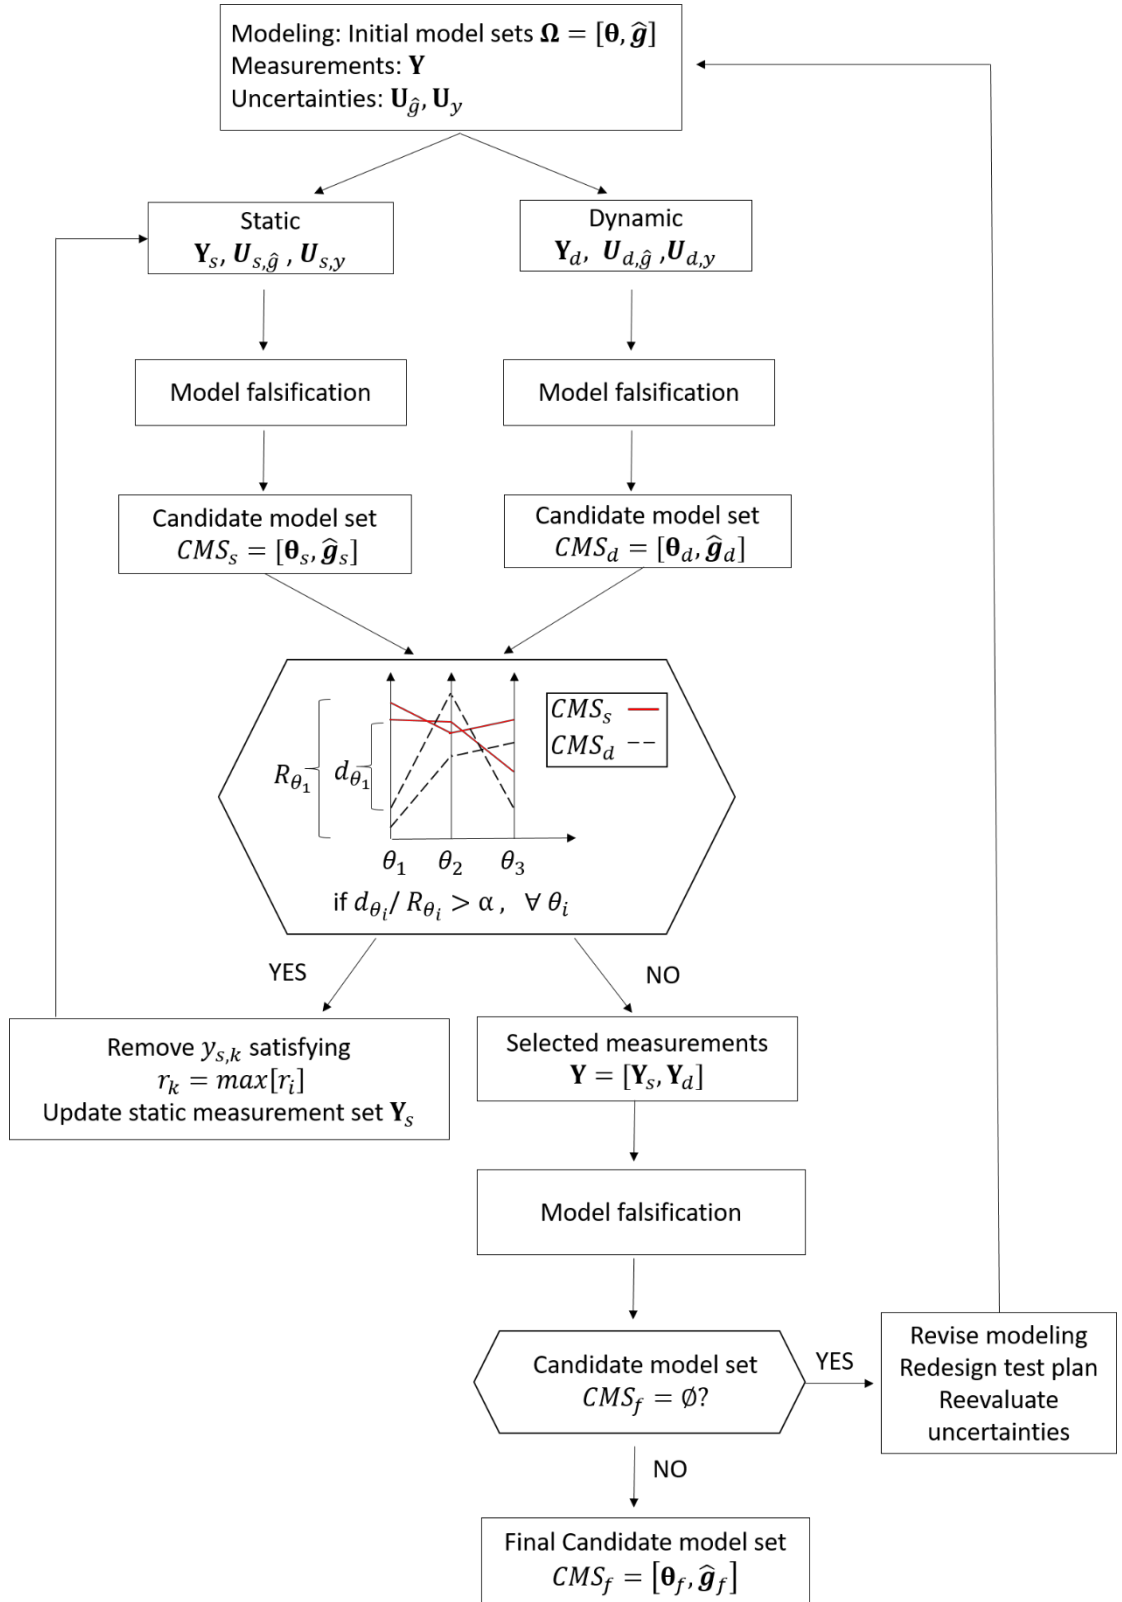 Modeling: Initial model sets 𝛀 = [𝛉, 𝒈̂]
Measurements: 𝐘
Uncertainties: 𝐔_ĝ, 𝐔_y
Static
𝐘_s, 𝑼_s,ĝ , 𝑼_s,y
Dynamic
𝐘_d, 𝑼_d,ĝ ,𝑼_d,y
Model falsification
Model falsification
Candidate model set
CMS_s = [𝛉_s, 𝒈̂_s]
Candidate model set
CMS_d = [𝛉_d, 𝒈̂_d]
CMS_s
CMS_d
R_θ₁
d_θ₁
θ₁ θ₂ θ₃
if d_θᵢ/ R_θᵢ > α , ∀ θᵢ
YES
NO
Remove y_s,k satisfying
r_k = max[r_i]
Update static measurement set 𝐘_s
Selected measurements
𝐘 = [𝐘_s, 𝐘_d]
Model falsification
Candidate model set
CMS_f = ∅?
YES
Revise modeling
Redesign test plan
Reevaluate
uncertainties
NO
Final Candidate model set
CMS_f = [𝛉_f, 𝒈̂_f]